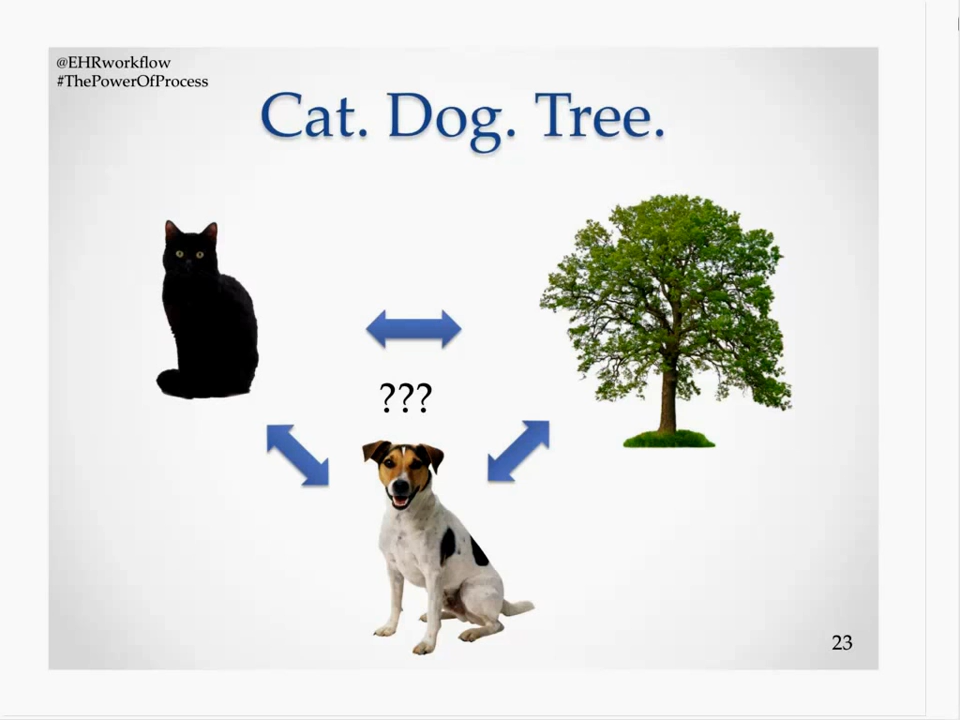 @EHRworkflow
#ThePowerOfProcess
Cat. Dog. Tree.
???
23